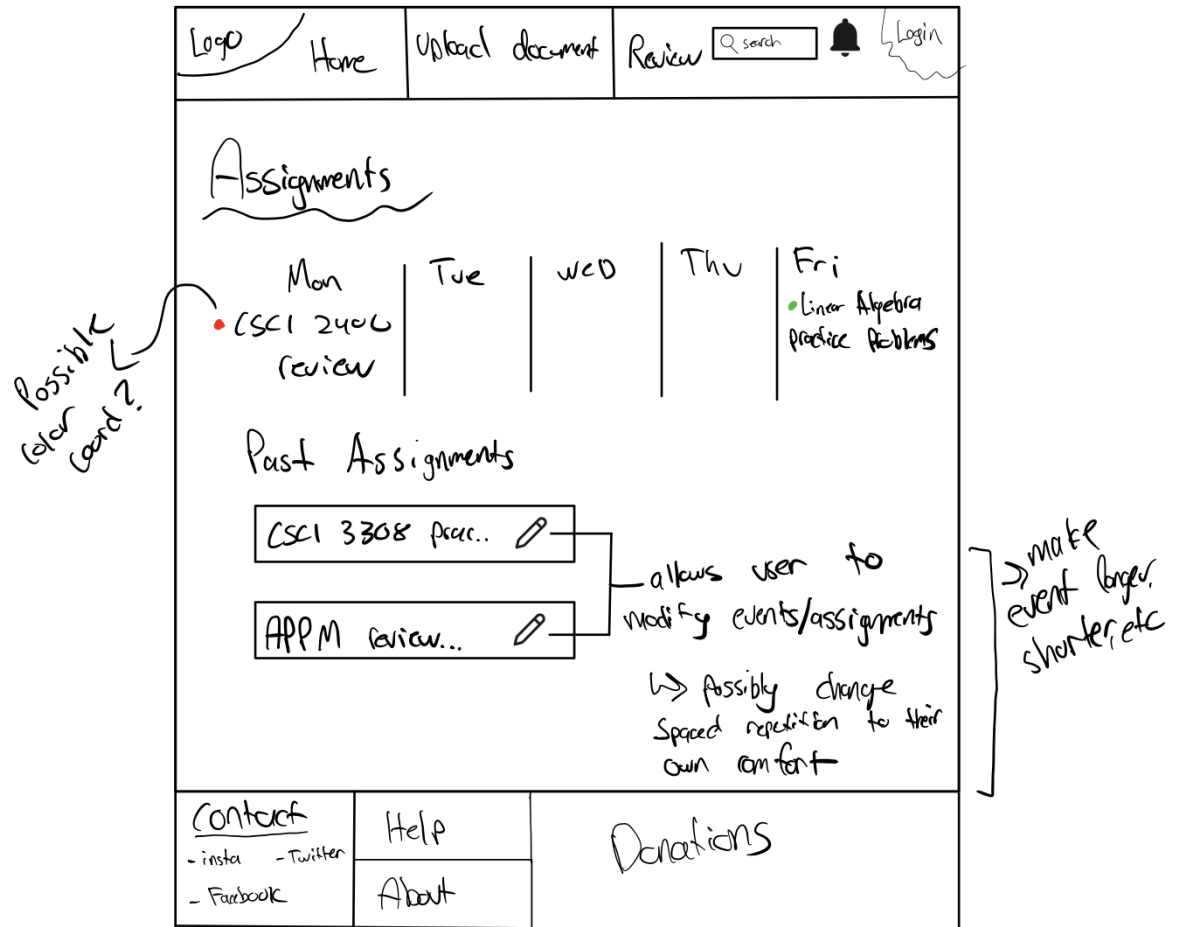 Logo
Home
Upload document
Review
search
Login
Assignments
Mon
Tue
WED
Thu
Fri
• CSCI 2400
review
• Linear Algebra
practice Problems
Possible
color
coord?
Past Assignments
CSCI 3308 prac..
APPM review...
allows user to
modify events/assignments
↳> possibly change
Spaced repetition to their
own comfort
> make
event longer,
shorter, etc
Contact
- insta - Twitter
- Facebook
Help
About
Donations